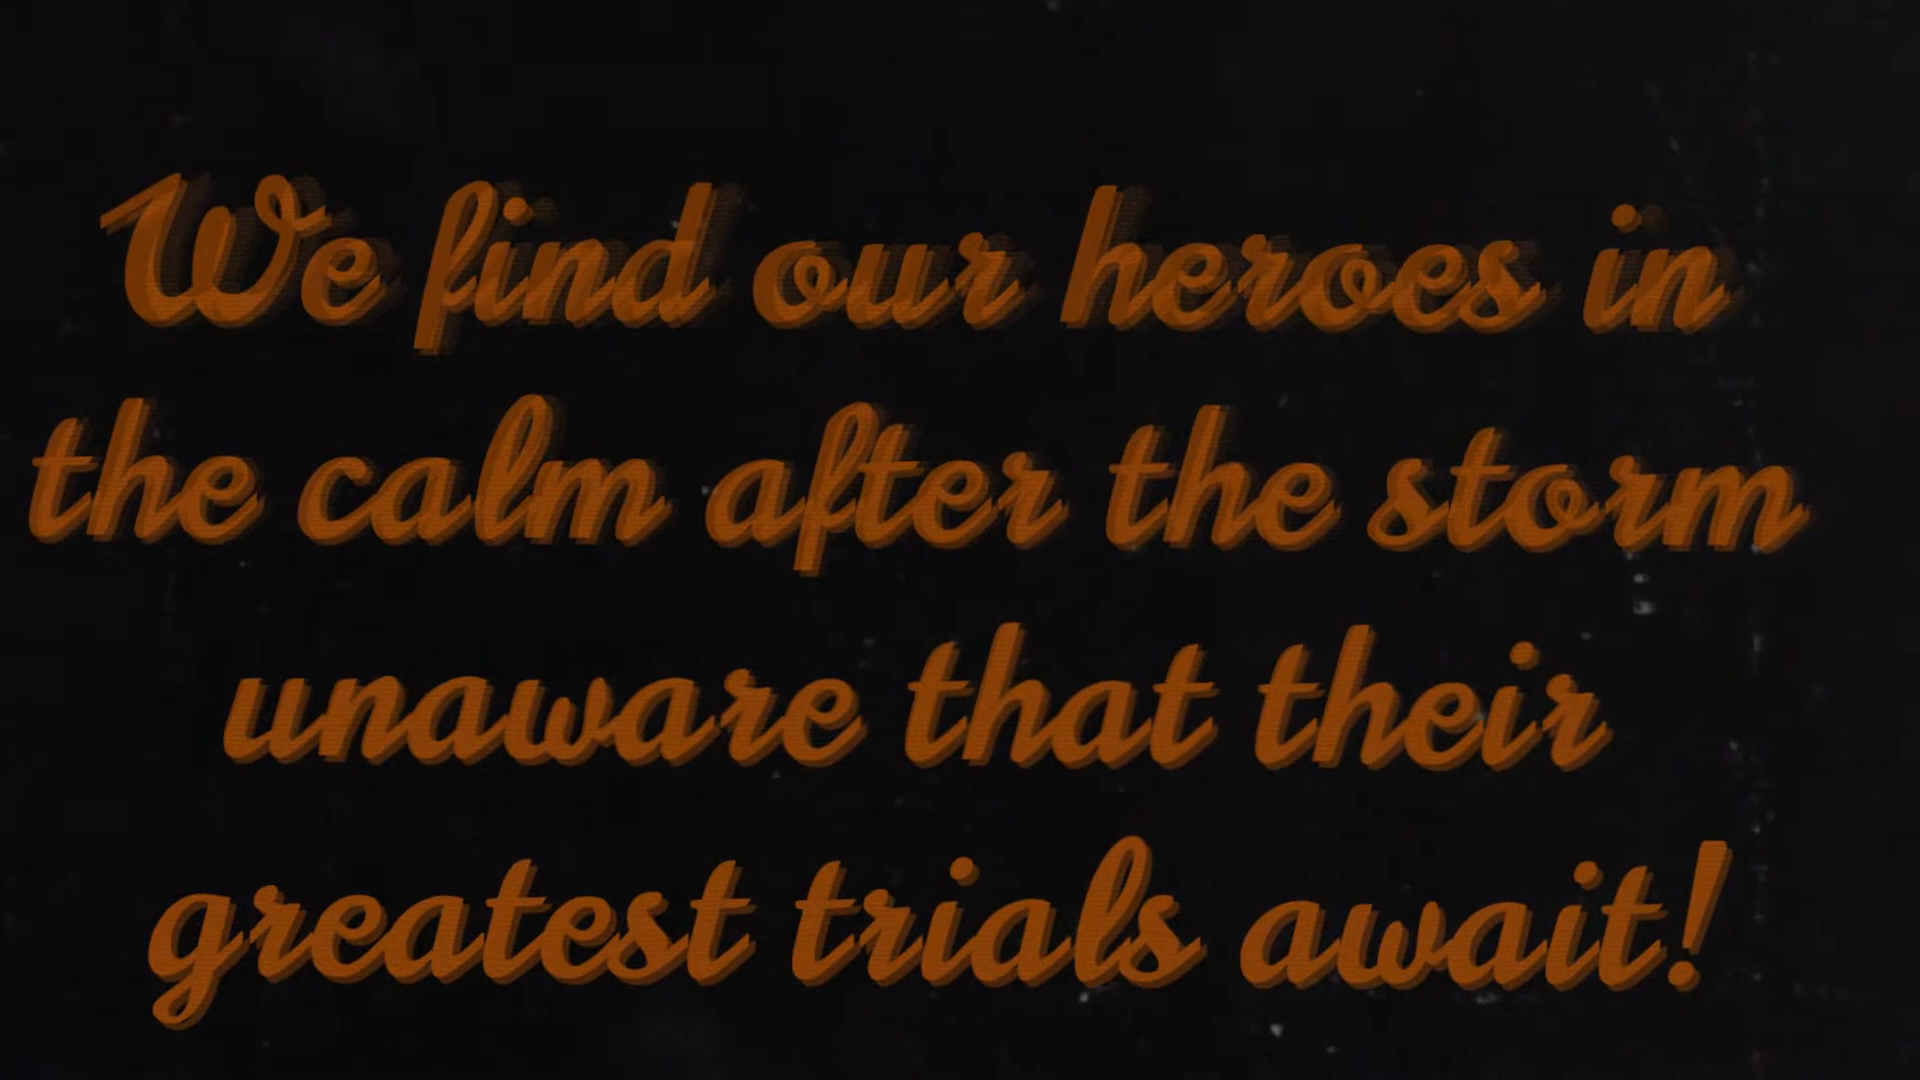 We find our heroes in
the calm after the storm
unaware that their
greatest trials await!